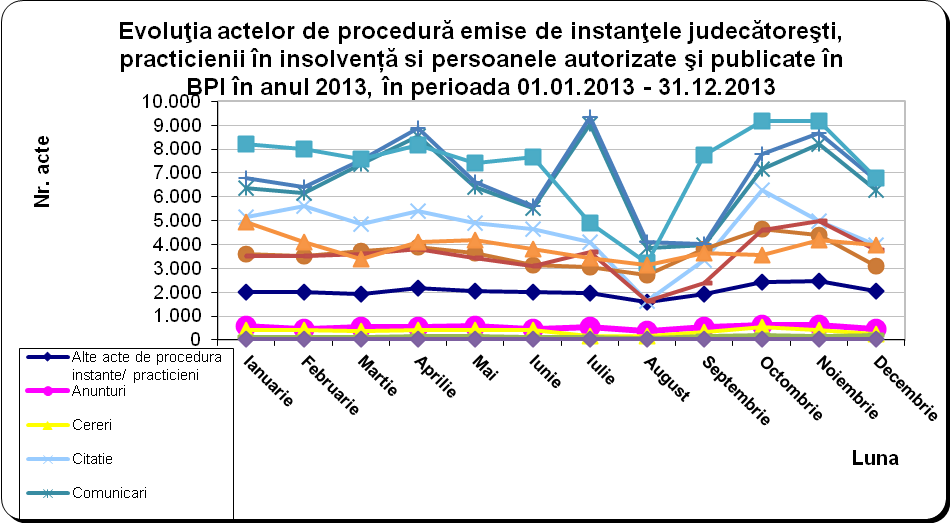 Evoluţia actelor de procedură emise de instanţele judecătoreşti,
practicienii în insolvență si persoanele autorizate şi publicate în
BPI în anul 2013, în perioada 01.01.2013 - 31.12.2013
Nr. acte
10.000
9.000
8.000
7.000
6.000
5.000
4.000
3.000
2.000
1.000
0
Ianuarie
Februarie
Martie
Aprilie
Mai
Iunie
Iulie
August
Septembrie
Octombrie
Noiembrie
Decembrie
Luna
Alte acte de procedura
instante/ practicieni
Anunturi
Cereri
Citatie
Comunicari